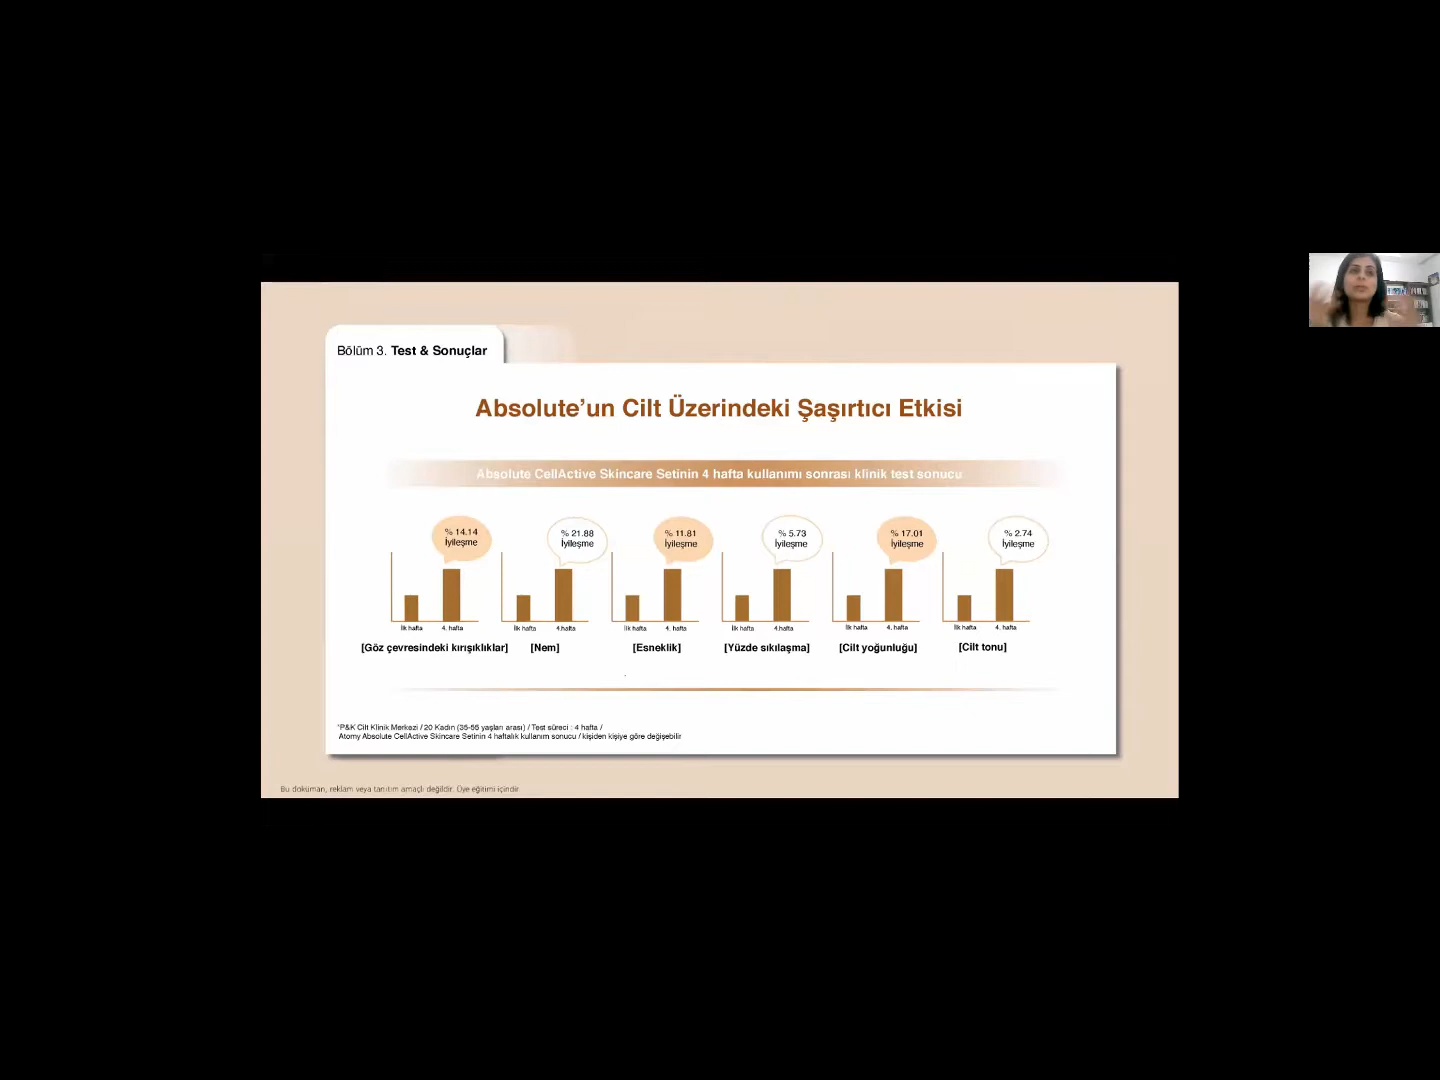 Bölüm 3. Test & Sonuçlar
Absolute’un Cilt Üzerindeki Şaşırtıcı Etkisi
Absolute CellActive Skincare Setinin 4 hafta kullanımı sonrası klinik test sonucu
% 14.14
İyileşme
% 21.88
İyileşme
% 11.81
İyileşme
% 5.73
İyileşme
% 17.01
İyileşme
% 2.74
İyileşme
İlk hafta 4. hafta
İlk hafta 4.hafta
İlk hafta 4. hafta
İlk hafta 4.hafta
İlk hafta 4. hafta
İlk hafta 4. hafta
[Göz çevresindeki kırışıklıklar] [Nem] [Esneklik] [Yüzde sıkılaşma] [Cilt yoğunluğu] [Cilt tonu]
*P&K Cilt Klinik Merkezi / 20 Kadın (35-55 yaşları arası) / Test süreci : 4 hafta /
Atomy Absolute CellActive Skincare Setinin 4 haftalık kullanım sonucu / kişiden kişiye göre değişebilir
Bu doküman, reklam veya tanıtım amaçlı değildir. Üye eğitimi içindir.